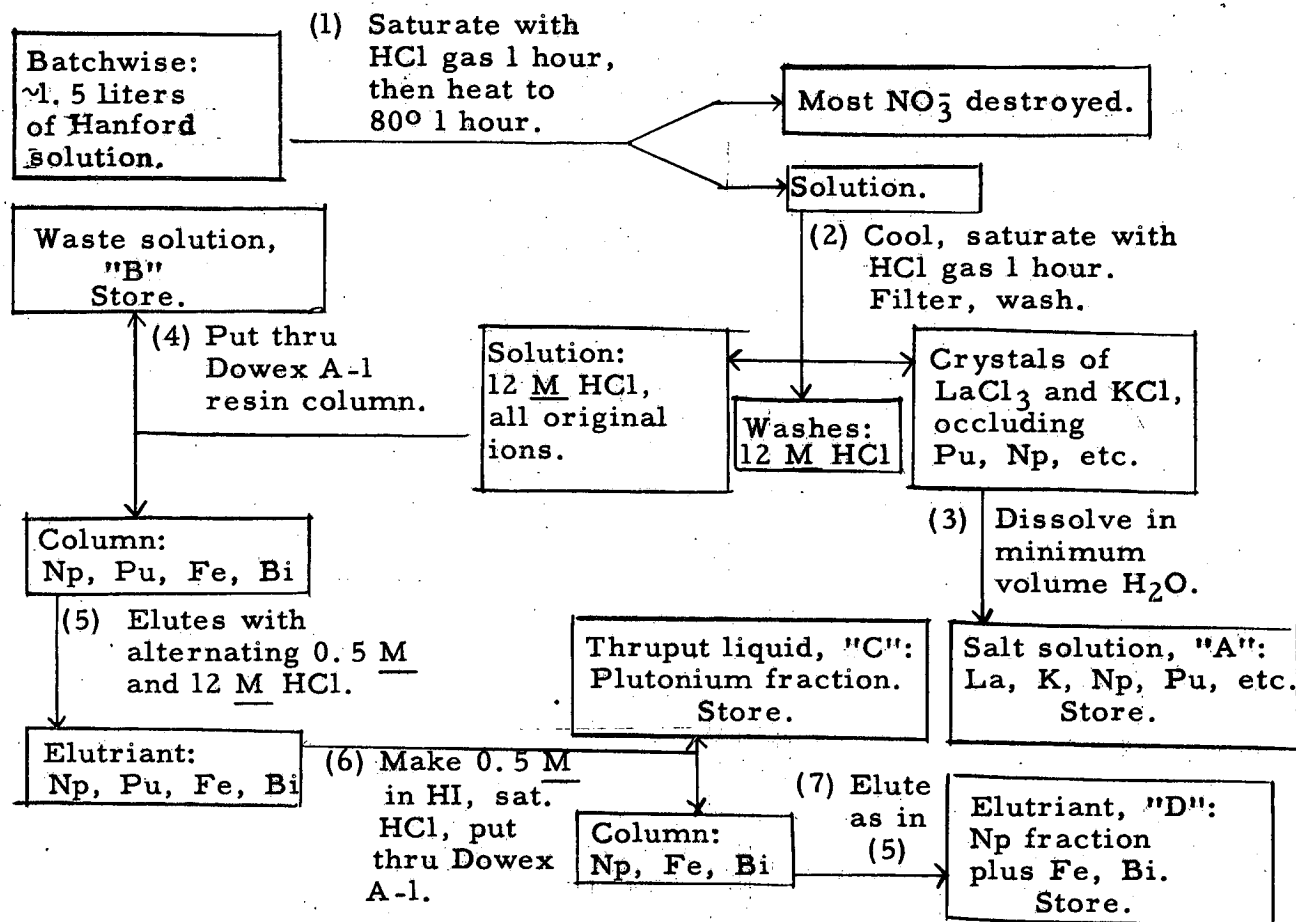 Batchwise:
~1.5 liters
of Hanford
solution.
(1) Saturate with
HCl gas 1 hour,
then heat to
80° 1 hour.
Most NO₃⁻ destroyed.
Solution.
(2) Cool, saturate with
HCl gas 1 hour.
Filter, wash.
Waste solution,
"B"
Store.
(4) Put thru
Dowex A-1
resin column.
Solution:
12 M HCl,
all original
ions.
Washes:
12 M HCl
Crystals of
LaCl₃ and KCl,
occluding
Pu, Np, etc.
(3) Dissolve in
minimum
volume H₂O.
Column:
Np, Pu, Fe, Bi
(5) Elutes with
alternating 0.5 M
and 12 M HCl.
Thruput liquid, "C":
Plutonium fraction.
Store.
Salt solution, "A":
La, K, Np, Pu, etc.
Store.
Elutriant:
Np, Pu, Fe, Bi
(6) Make 0.5 M
in HI, sat.
HCl, put
thru Dowex
A-1.
Column:
Np, Fe, Bi
(7) Elute
as in
(5)
Elutriant, "D":
Np fraction
plus Fe, Bi.
Store.